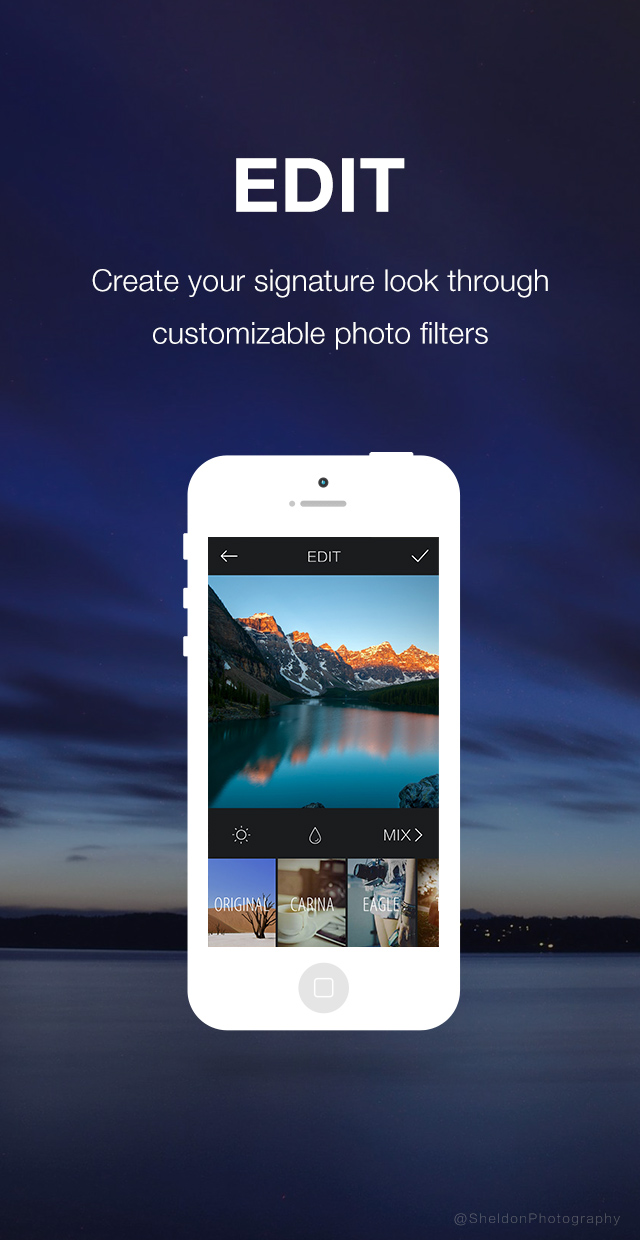 EDIT
Create your signature look through
customizable photo filters
EDIT
MIX
ORIGINAL
CARINA
EAGLE
@SheldonPhotography